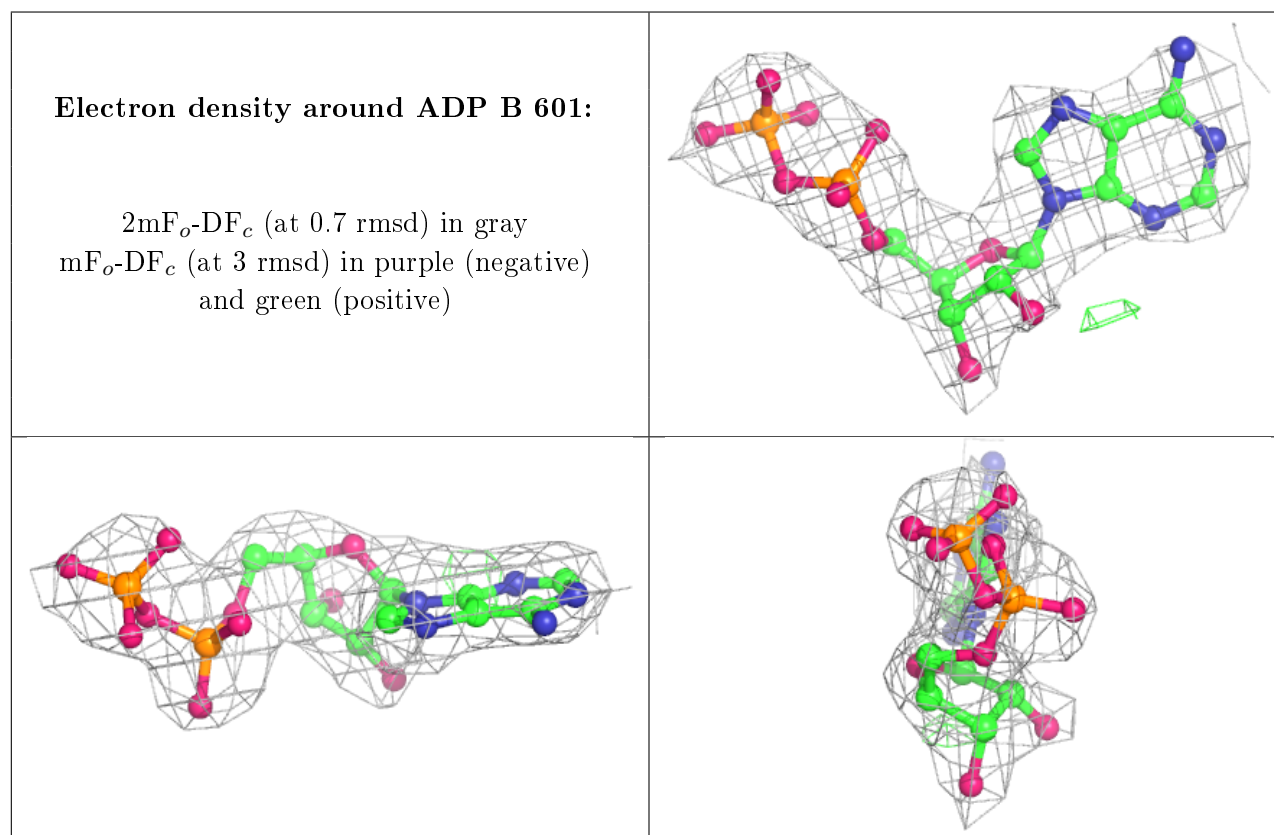 Electron density around ADP B 601:
2mFₒ-DF𝒸 (at 0.7 rmsd) in gray
mFₒ-DF𝒸 (at 3 rmsd) in purple (negative)
and green (positive)